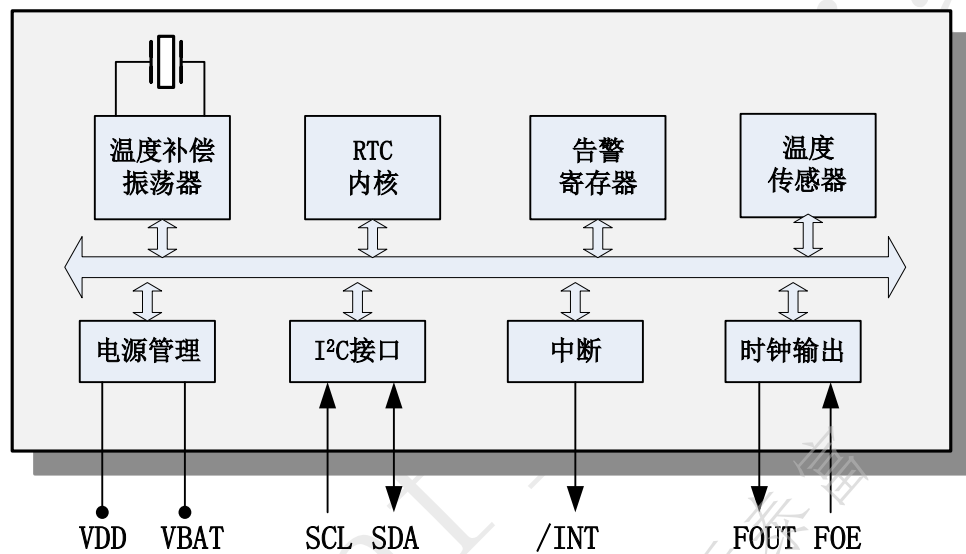 温度补偿
振荡器
RTC
内核
告警
寄存器
温度
传感器
电源管理
I²C接口
中断
时钟输出
VDD VBAT SCL SDA /INT FOUT FOE